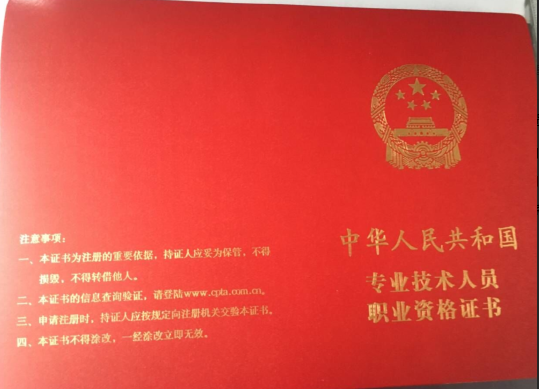 注意事项：
一、本证书为注册的重要依据，持证人应妥为保管，不得
损毁，不得转借他人。
二、本证书的信息查询验证，请登陆www.cpta.com.cn。
三、申请注册时，持证人应按规定向注册机关交验本证书。
四、本证书不得涂改，一经涂改立即无效。
中华人民共和国
专业技术人员
职业资格证书